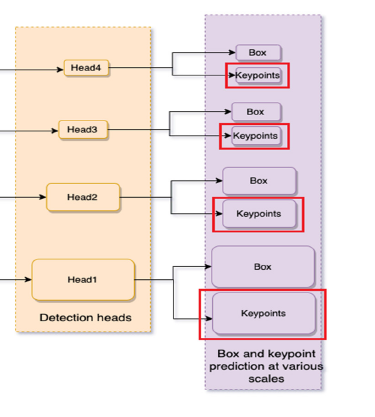 Head4
Box
Keypoints
Head3
Box
Keypoints
Head2
Box
Keypoints
Head1
Box
Keypoints
Detection heads
Box and keypoint
prediction at various
scales